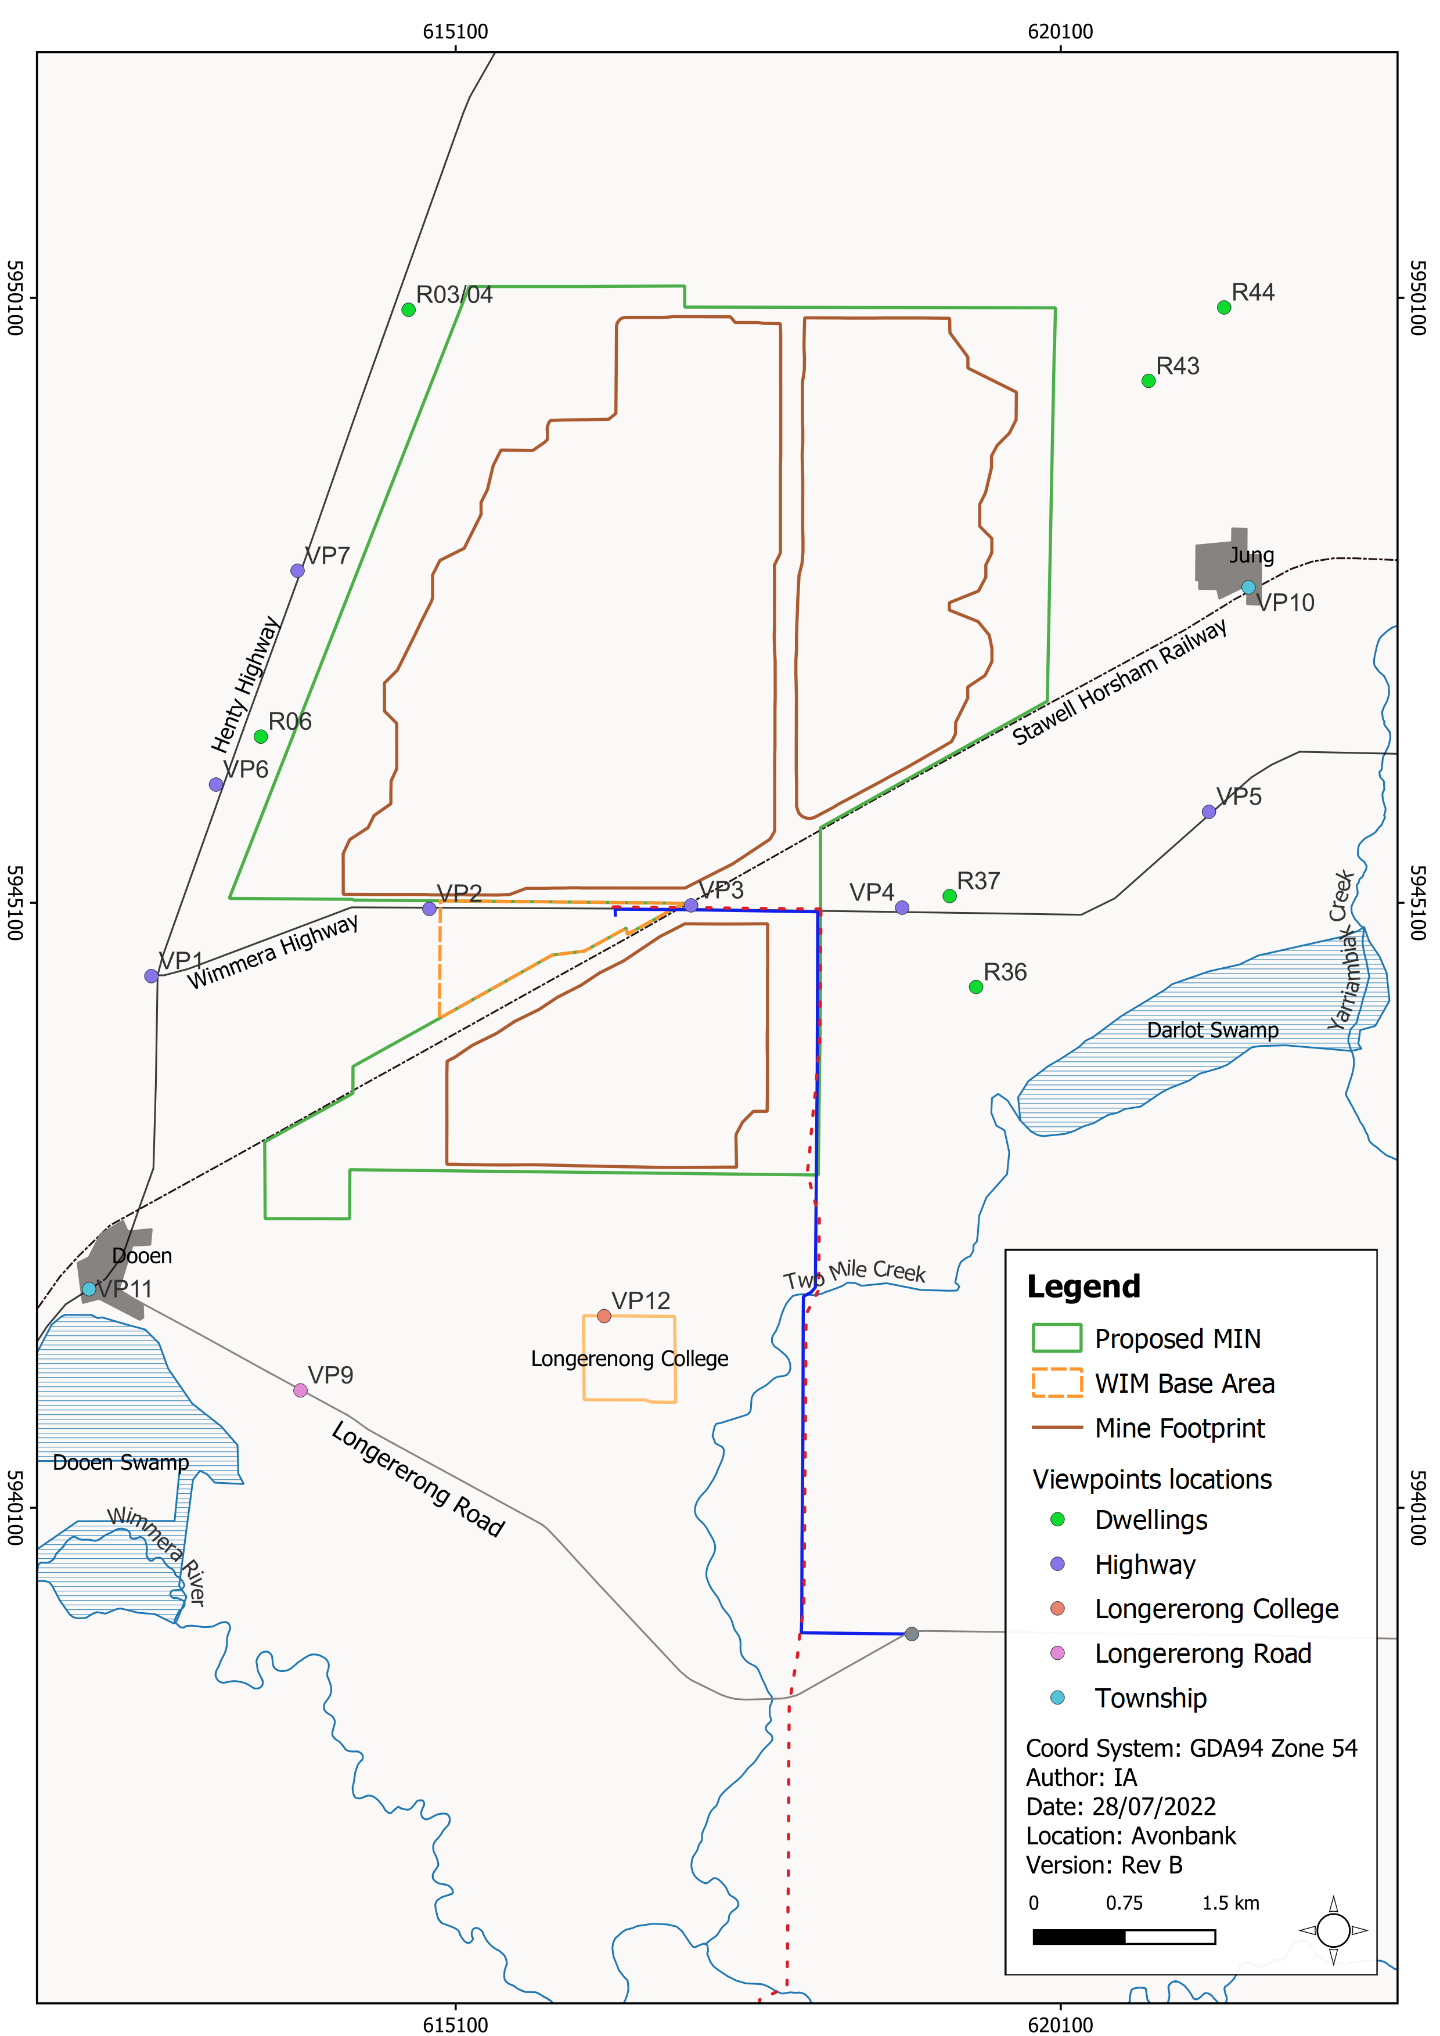 615100
620100
5950100
5950100
R03/04
R44
R43
VP7
Jung
VP10
Henty Highway
Stawell Horsham Railway
R06
VP6
VP5
5945100
5945100
VP2
VP3
VP4
R37
Yarriambiak Creek
Wimmera Highway
VP1
R36
Darlot Swamp
Dooen
VP11
Two Mile Creek
VP12
Longerenong College
VP9
Longererong Road
Dooen Swamp
Wimmera River
5940100
5940100
Legend
Proposed MIN
WIM Base Area
Mine Footprint
Viewpoints locations
Dwellings
Highway
Longererong College
Longererong Road
Township
Coord System: GDA94 Zone 54
Author: IA
Date: 28/07/2022
Location: Avonbank
Version: Rev B
0 0.75 1.5 km
615100
620100